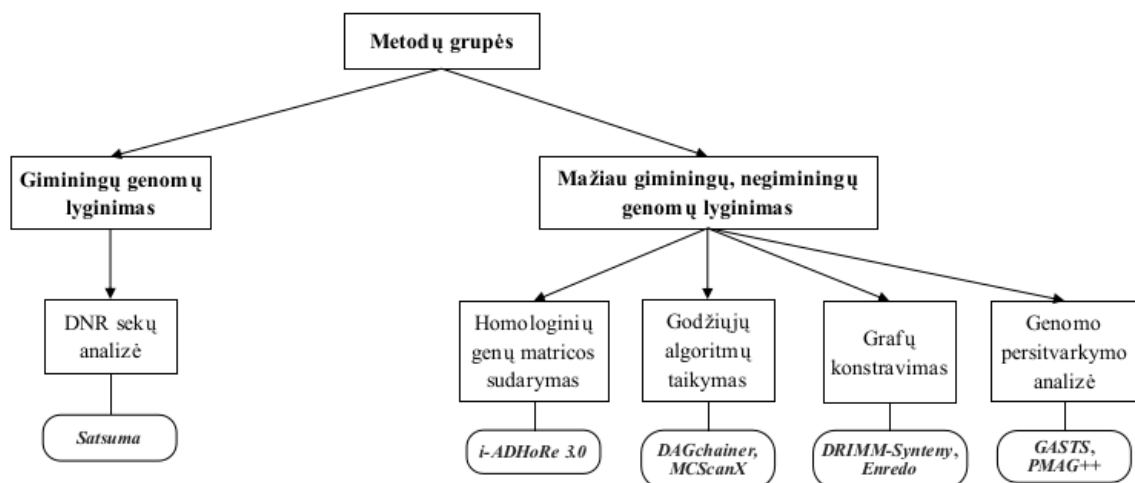 Metodų grupės
Giminingų genomų
lyginimas
Mažiau giminingų, negiminingų
genomų lyginimas
DNR sekų
analizė
Homologinių
genų matricos
sudarymas
Godžiųjų
algoritmų
taikymas
Grafų
konstravimas
Genomo
persitvarkymo
analizė
Satsuma
i-ADHoRe 3.0
DAGchainer,
MCScanX
DRIMM-Synteny,
Enredo
GASTS,
PMAG++